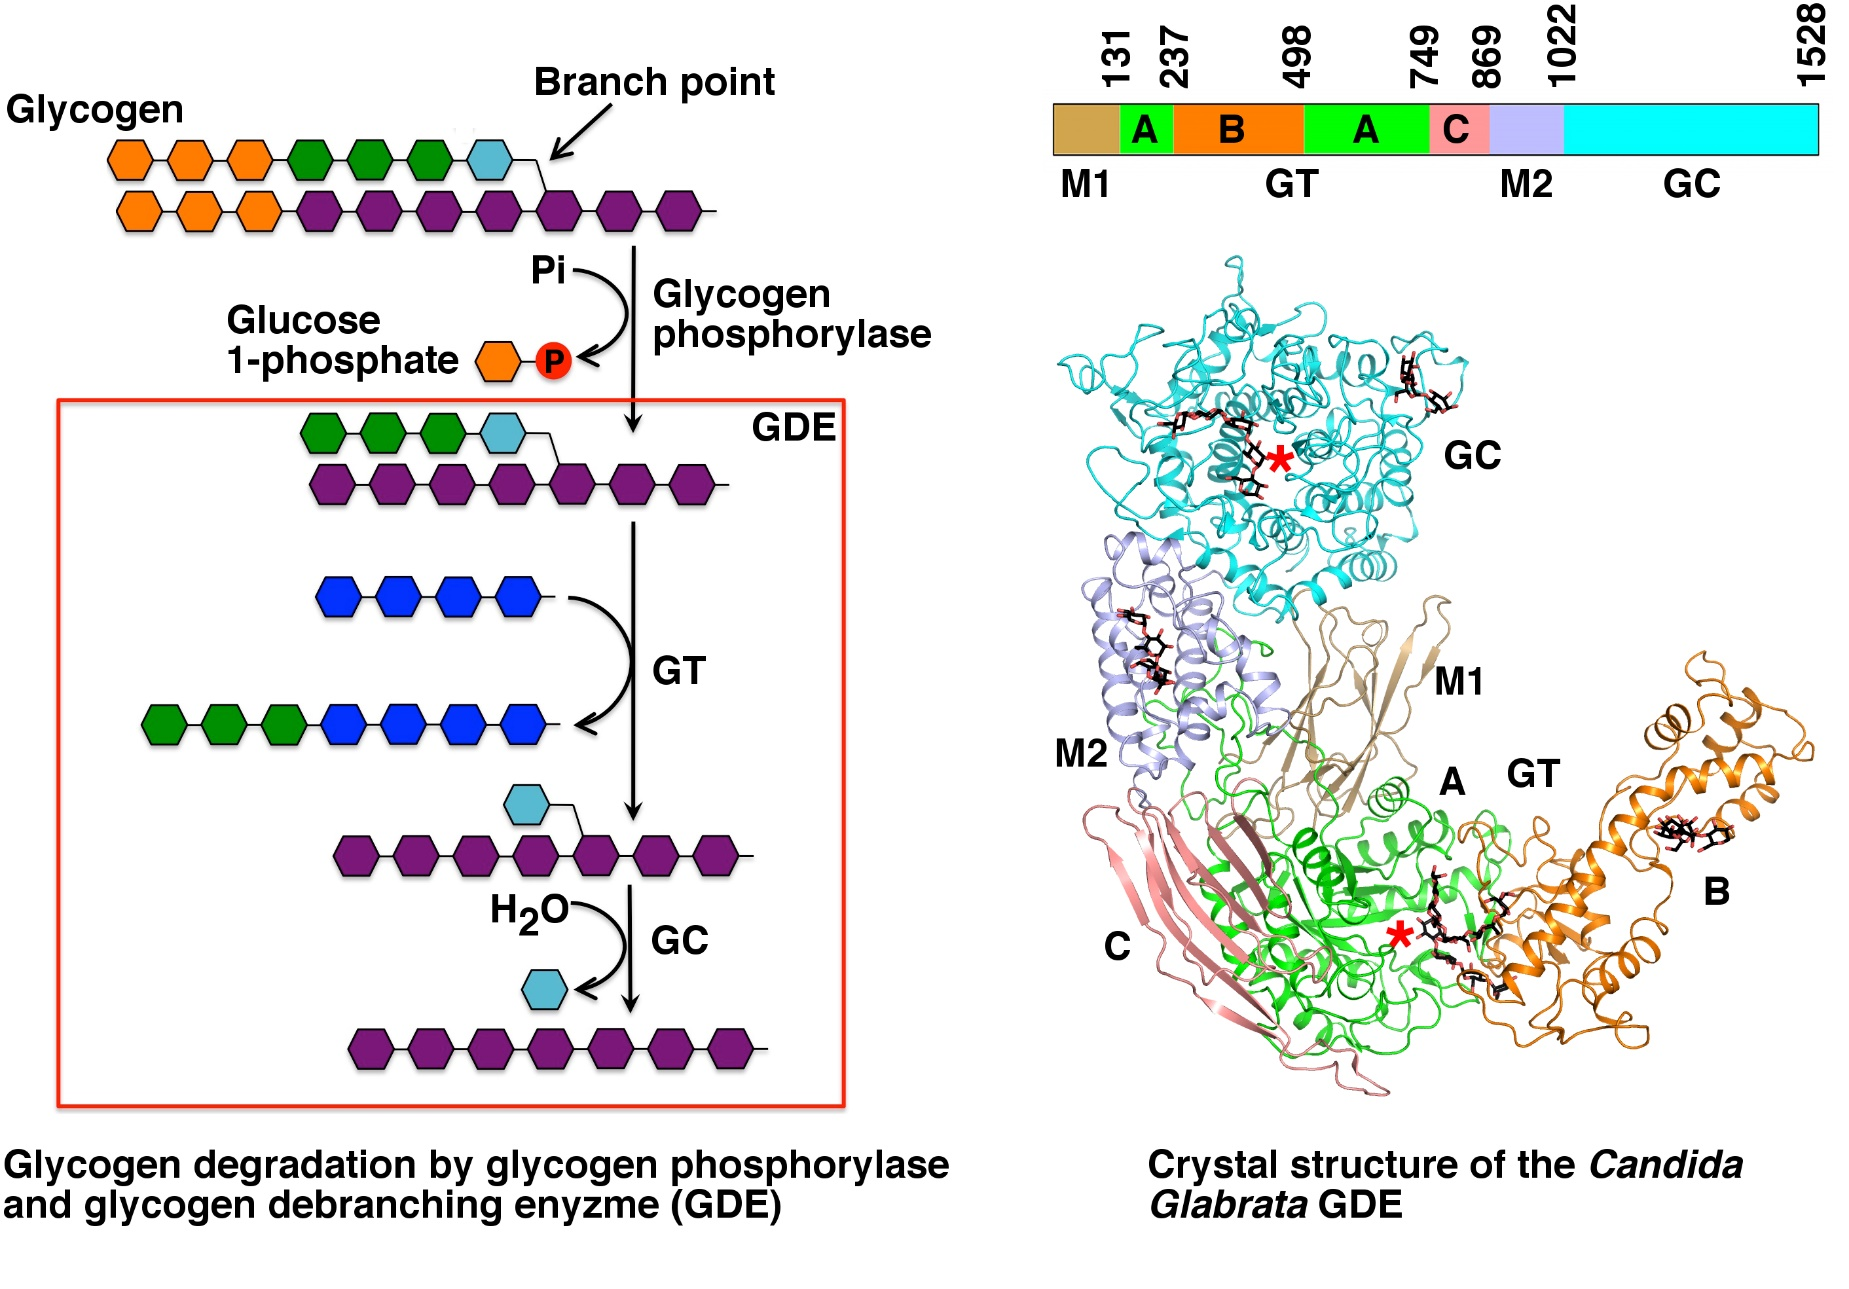 Glycogen
Branch point
Pi
Glycogen
phosphorylase
Glucose
1-phosphate
P
GDE
GT
H2O
GC
Glycogen degradation by glycogen phosphorylase
and glycogen debranching enyzme (GDE)
131
237
498
749
869
1022
1528
A
B
A
C
M1
GT
M2
GC
*
GC
M1
M2
A
GT
B
*
C
Crystal structure of the Candida
Glabrata GDE